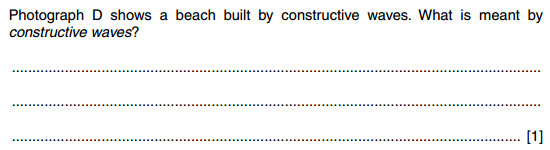 Photograph D shows a beach built by constructive waves. What is meant by
constructive waves?
..........................................................................................................................................
..........................................................................................................................................
.................................................................................................................................... [1]